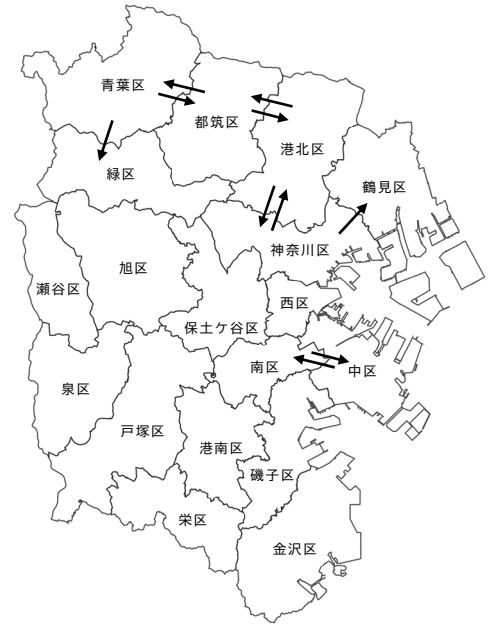 青葉区
都筑区
港北区
緑区
鶴見区
神奈川区
旭区
瀬谷区
西区
保土ケ谷区
南区
中区
泉区
戸塚区
港南区
磯子区
栄区
金沢区